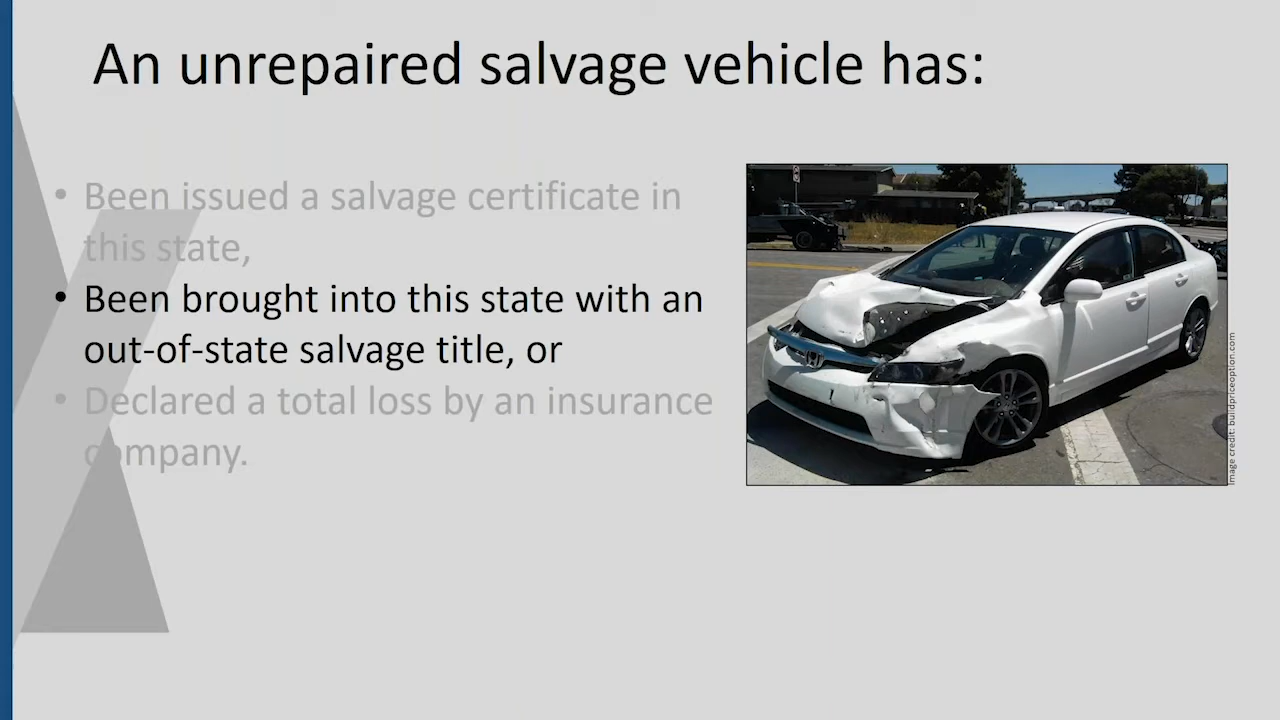 An unrepaired salvage vehicle has:
• Been issued a salvage certificate in
this state,
• Been brought into this state with an
out-of-state salvage title, or
• Declared a total loss by an insurance
company.
Image credit: buildpriceoption.com